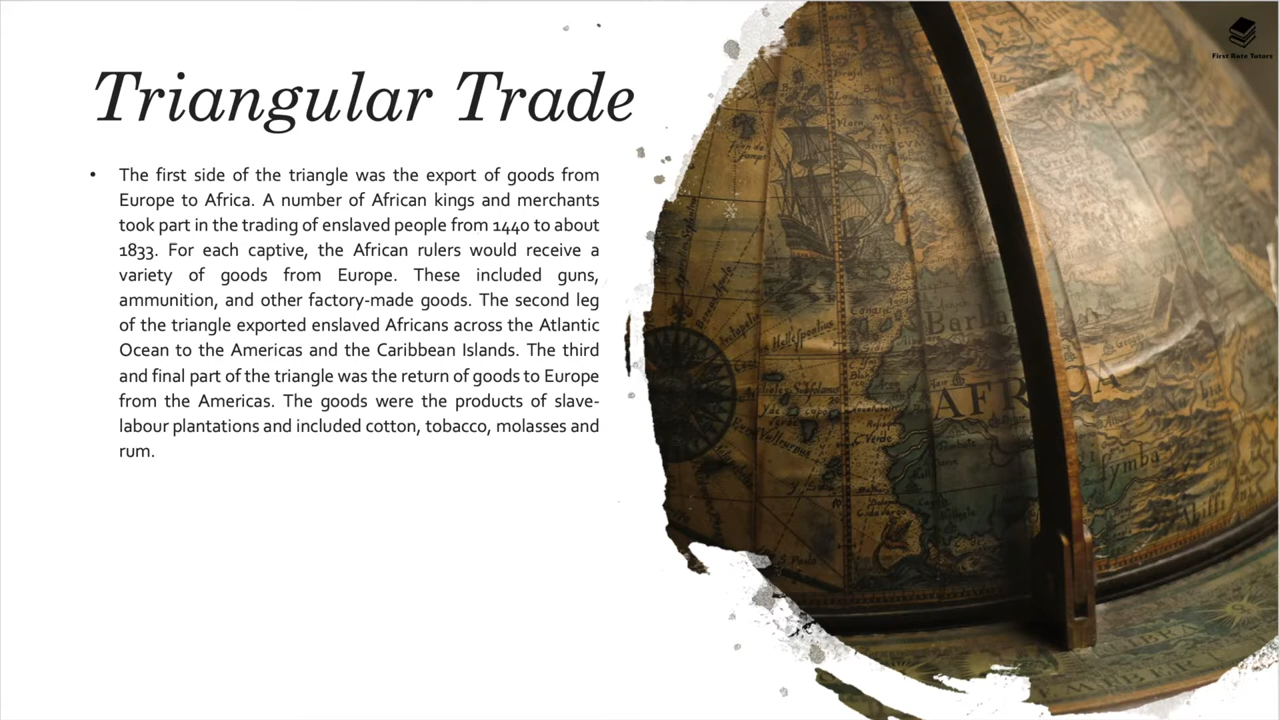 Triangular Trade
First Rate Tutors
• The first side of the triangle was the export of goods from
Europe to Africa. A number of African kings and merchants
took part in the trading of enslaved people from 1440 to about
1833. For each captive, the African rulers would receive a
variety of goods from Europe. These included guns,
ammunition, and other factory-made goods. The second leg
of the triangle exported enslaved Africans across the Atlantic
Ocean to the Americas and the Caribbean Islands. The third
and final part of the triangle was the return of goods to Europe
from the Americas. The goods were the products of slave-
labour plantations and included cotton, tobacco, molasses and
rum.
Barba
AFRICA